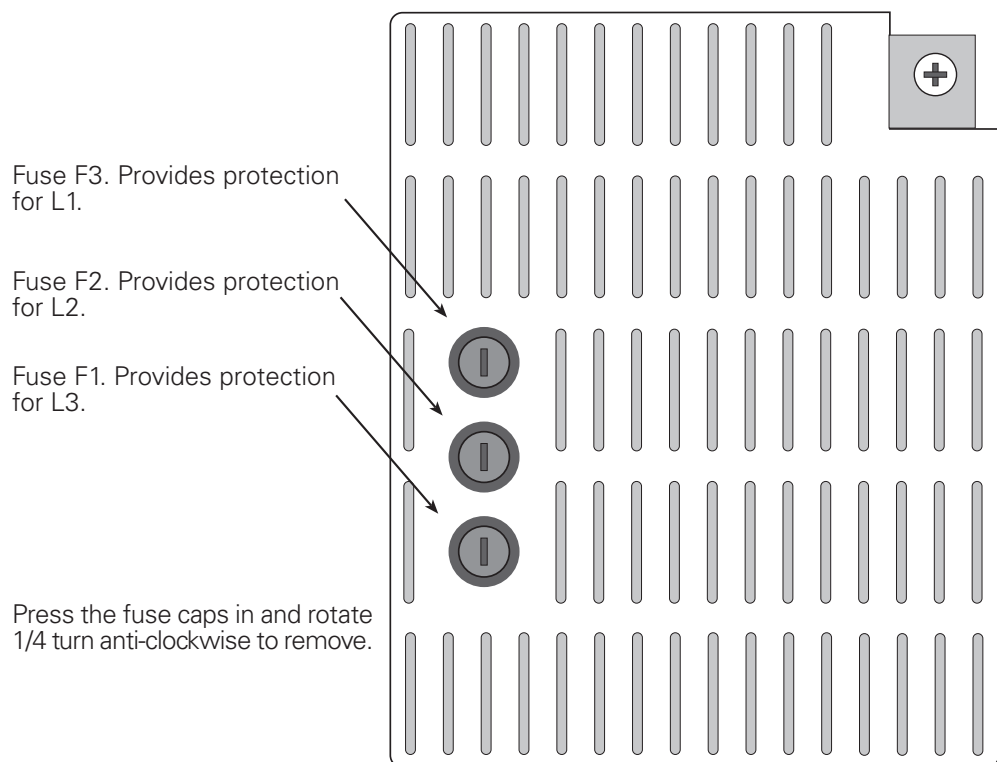 Fuse F3. Provides protection
for L1.
Fuse F2. Provides protection
for L2.
Fuse F1. Provides protection
for L3.
Press the fuse caps in and rotate
1/4 turn anti-clockwise to remove.